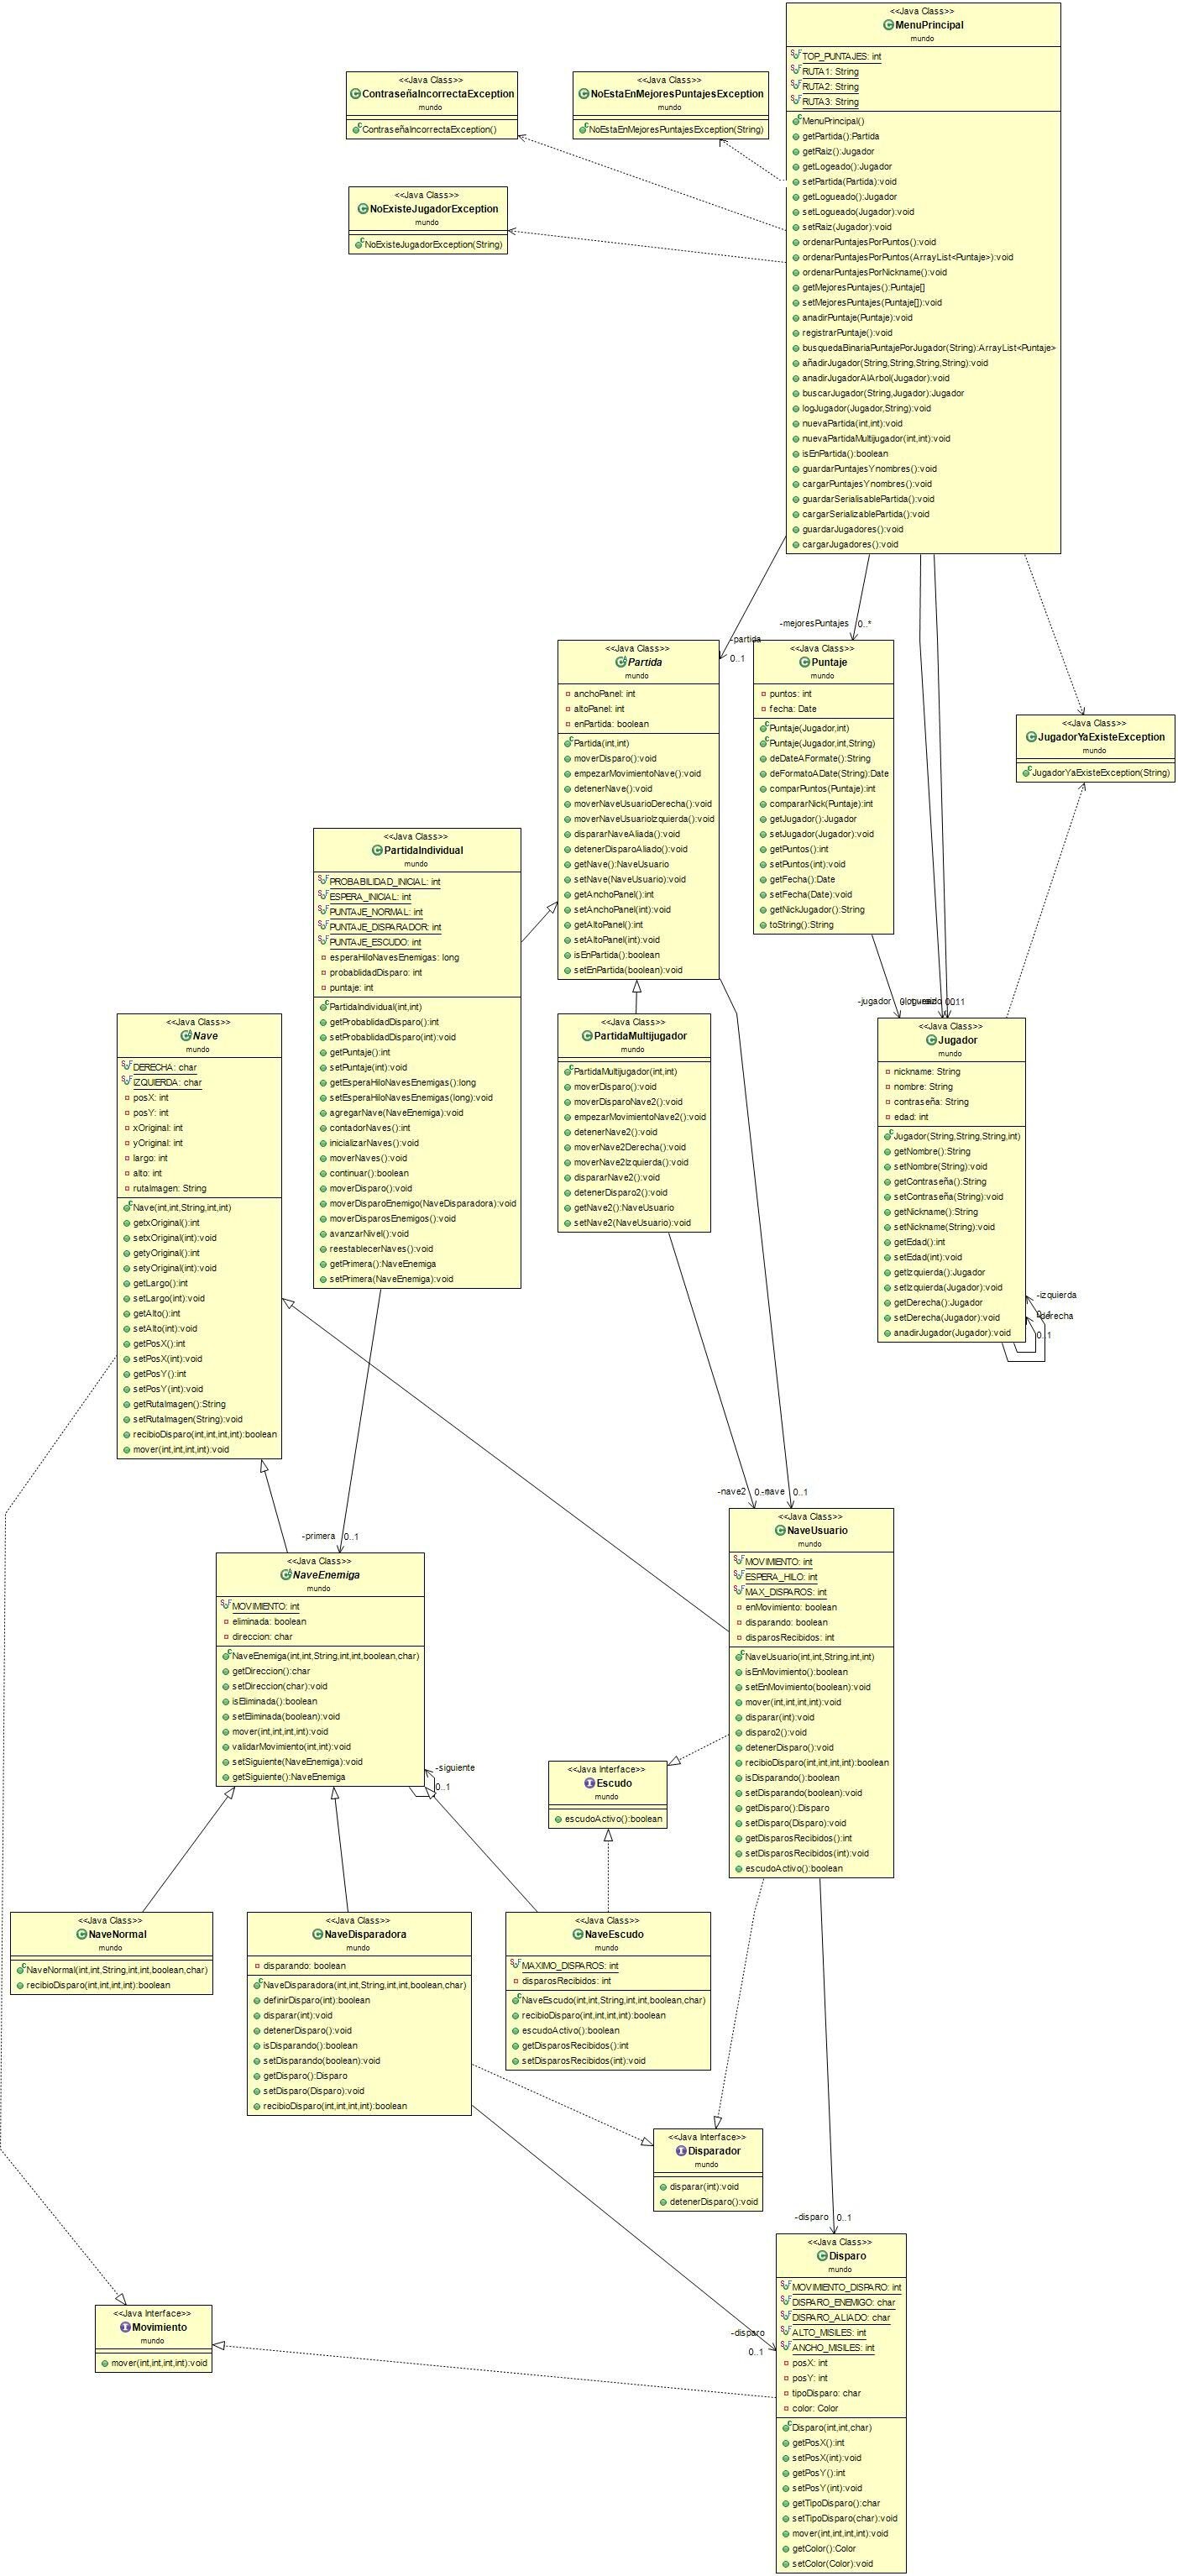 <<Java Class>>
MenuPrincipal
mundo
TOP_PUNTAJES: int
RUTA1: String
RUTA2: String
RUTA3: String
MenuPrincipal()
getPartida():Partida
getRaiz():Jugador
getLogeado():Jugador
setPartida(Partida):void
getLogueado():Jugador
setLogueado(Jugador):void
setRaiz(Jugador):void
ordenarPuntajesPorPuntos():void
ordenarPuntajesPorPuntos(ArrayList<Puntaje>):void
ordenarPuntajesPorNickname():void
getMejoresPuntajes():Puntaje[]
setMejoresPuntajes(Puntaje[]):void
anadirPuntaje(Puntaje):void
registrarPuntaje():void
busquedaBinariaPuntajePorJugador(String):ArrayList<Puntaje>
añadirJugador(String,String,String,String):void
anadirJugadorAlArbol(Jugador):void
buscarJugador(String,Jugador):Jugador
logJugador(Jugador,String):void
nuevaPartida(int,int):void
nuevaPartidaMultijugador(int,int):void
isEnPartida():boolean
guardarPuntajesYnombres():void
cargarPuntajesYnombres():void
guardarSerialisablePartida():void
cargarSerializablePartida():void
guardarJugadores():void
cargarJugadores():void
<<Java Class>>
ContraseñaIncorrectaException
mundo
ContraseñaIncorrectaException()
<<Java Class>>
NoEstaEnMejoresPuntajesException
mundo
NoEstaEnMejoresPuntajesException(String)
<<Java Class>>
NoExisteJugadorException
mundo
NoExisteJugadorException(String)
-partida
0..1
-mejoresPuntajes
0..*
<<Java Class>>
Partida
mundo
anchoPanel: int
altoPanel: int
enPartida: boolean
Partida(int,int)
moverDisparo():void
empezarMovimientoNave():void
detenerNave():void
moverNaveUsuarioDerecha():void
moverNaveUsuarioIzquierda():void
dispararNaveAliada():void
detenerDisparoAliado():void
getNave():NaveUsuario
setNave(NaveUsuario):void
getAnchoPanel():int
setAnchoPanel(int):void
getAltoPanel():int
setAltoPanel(int):void
isEnPartida():boolean
setEnPartida(boolean):void
<<Java Class>>
Puntaje
mundo
puntos: int
fecha: Date
Puntaje(Jugador,int)
Puntaje(Jugador,int,String)
deDateAFormate():String
deFormatoADate(String):Date
comparPuntos(Puntaje):int
compararNick(Puntaje):int
getJugador():Jugador
setJugador(Jugador):void
getPuntos():int
setPuntos(int):void
getFecha():Date
setFecha(Date):void
getNickJugador():String
toString():String
<<Java Class>>
JugadorYaExisteException
mundo
JugadorYaExisteException(String)
<<Java Class>>
PartidaIndividual
mundo
PROBABILIDAD_INICIAL: int
ESPERA_INICIAL: int
PUNTAJE_NORMAL: int
PUNTAJE_DISPARADOR: int
PUNTAJE_ESCUDO: int
esperaHiloNavesEnemigas: long
probablidadDisparo: int
puntaje: int
PartidaIndividual(int,int)
getProbablidadDisparo():int
setProbablidadDisparo(int):void
getPuntaje():int
setPuntaje(int):void
getEsperaHiloNavesEnemigas():long
setEsperaHiloNavesEnemigas(long):void
agregarNave(NaveEnemiga):void
contadorNaves():int
inicializarNaves():void
moverNaves():void
continuar():boolean
moverDisparo():void
moverDisparoEnemigo(NaveDisparadora):void
moverDisparosEnemigos():void
avanzarNivel():void
reestablecerNaves():void
getPrimera():NaveEnemiga
setPrimera(NaveEnemiga):void
<<Java Class>>
PartidaMultijugador
mundo
PartidaMultijugador(int,int)
moverDisparo():void
moverDisparoNave2():void
empezarMovimientoNave2():void
detenerNave2():void
moverNave2Derecha():void
moverNave2Izquierda():void
dispararNave2():void
detenerDisparo2():void
getNave2():NaveUsuario
setNave2(NaveUsuario):void
-jugador
<<Java Class>>
Jugador
mundo
nickname: String
nombre: String
contraseña: String
edad: int
Jugador(String,String,String,int)
getNombre():String
setNombre(String):void
getContraseña():String
setContraseña(String):void
getNickname():String
setNickname(String):void
getEdad():int
setEdad(int):void
getIzquierda():Jugador
setIzquierda(Jugador):void
getDerecha():Jugador
setDerecha(Jugador):void
anadirJugador(Jugador):void
-izquierda
0..1
<<Java Class>>
Nave
mundo
DERECHA: char
IZQUIERDA: char
posX: int
posY: int
xOriginal: int
yOriginal: int
largo: int
alto: int
rutaImagen: String
Nave(int,int,String,int,int)
getxOriginal():int
setxOriginal(int):void
getyOriginal():int
setyOriginal(int):void
getLargo():int
setLargo(int):void
getAlto():int
setAlto(int):void
getPosX():int
setPosX(int):void
getPosY():int
setPosY(int):void
getRutaImagen():String
setRutaImagen(String):void
recibioDisparo(int,int,int,int):boolean
mover(int,int,int,int):void
-primera
0..1
-nave2
-nave
0..1
<<Java Class>>
NaveEnemiga
mundo
MOVIMIENTO: int
eliminada: boolean
direccion: char
NaveEnemiga(int,int,String,int,int,boolean,char)
getDireccion():char
setDireccion(char):void
isEliminada():boolean
setEliminada(boolean):void
mover(int,int,int,int):void
validarMovimiento(int,int):void
setSiguiente(NaveEnemiga):void
getSiguiente():NaveEnemiga
-siguiente
0..1
<<Java Class>>
NaveUsuario
mundo
MOVIMIENTO: int
ESPERA_HILO: int
MAX_DISPAROS: int
enMovimiento: boolean
disparando: boolean
disparosRecibidos: int
NaveUsuario(int,int,String,int,int)
isEnMovimiento():boolean
setEnMovimiento(boolean):void
mover(int,int,int,int):void
disparar(int):void
disparo2():void
detenerDisparo():void
recibioDisparo(int,int,int,int):boolean
isDisparando():boolean
setDisparando(boolean):void
getDisparo():Disparo
setDisparo(Disparo):void
getDisparosRecibidos():int
setDisparosRecibidos(int):void
escudoActivo():boolean
<<Java Interface>>
Escudo
mundo
escudoActivo():boolean
<<Java Class>>
NaveNormal
mundo
NaveNormal(int,int,String,int,int,boolean,char)
recibioDisparo(int,int,int,int):boolean
<<Java Class>>
NaveDisparadora
mundo
disparando: boolean
NaveDisparadora(int,int,String,int,int,boolean,char)
definirDisparo(int):boolean
disparar(int):void
detenerDisparo():void
isDisparando():boolean
setDisparando(boolean):void
getDisparo():Disparo
setDisparo(Disparo):void
recibioDisparo(int,int,int,int):boolean
<<Java Class>>
NaveEscudo
mundo
MAXIMO_DISPAROS: int
disparosRecibidos: int
NaveEscudo(int,int,String,int,int,boolean,char)
recibioDisparo(int,int,int,int):boolean
escudoActivo():boolean
getDisparosRecibidos():int
setDisparosRecibidos(int):void
<<Java Interface>>
Disparador
mundo
disparar(int):void
detenerDisparo():void
-disparo
0..1
<<Java Interface>>
Movimiento
mundo
mover(int,int,int,int):void
-disparo
0..1
<<Java Class>>
Disparo
mundo
MOVIMIENTO_DISPARO: int
DISPARO_ENEMIGO: char
DISPARO_ALIADO: char
ALTO_MISILES: int
ANCHO_MISILES: int
posX: int
posY: int
tipoDisparo: char
color: Color
Disparo(int,int,char)
getPosX():int
setPosX(int):void
getPosY():int
setPosY(int):void
getTipoDisparo():char
setTipoDisparo(char):void
mover(int,int,int,int):void
getColor():Color
setColor(Color):void